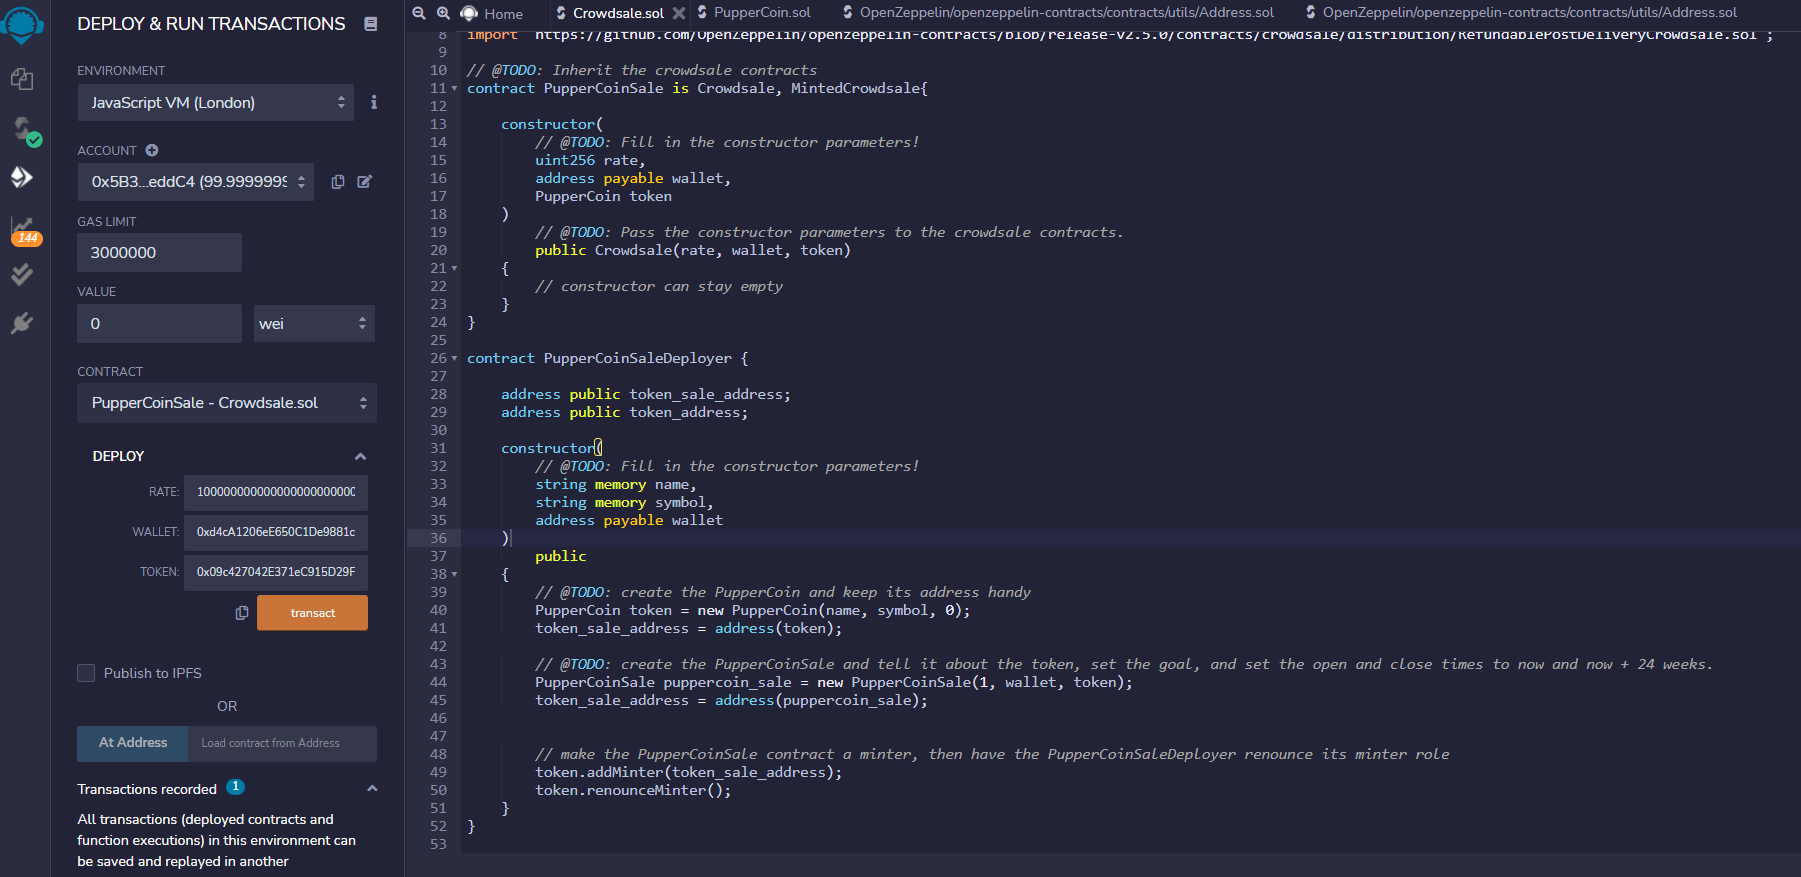 DEPLOY & RUN TRANSACTIONS
ENVIRONMENT
JavaScript VM (London)
i
ACCOUNT
0x5B3...eddC4 (99.9999999
144
GAS LIMIT
3000000
VALUE
0
wei
CONTRACT
PupperCoinSale - Crowdsale.sol
DEPLOY
RATE:
WALLET: 0xd4cA1206eE650C1De9881c
TOKEN: 0x09c427042E371eC915D29F
transact
Publish to IPFS
OR
At Address Load contract from Address
Transactions recorded 1
All transactions (deployed contracts and
function executions) in this environment can
be saved and replayed in another
Home Crowdsale.sol PupperCoin.sol OpenZeppelin/openzeppelin-contracts/contracts/utils/Address.sol OpenZeppelin/openzeppelin-contracts/contracts/utils/Address.sol
8 import "https://github.com/OpenZeppelin/openzeppelin-contracts/blob/release-v2.5.0/contracts/crowdsale/distribution/RefundablePostDeliveryCrowdsale.sol";
9
10 // @TODO: Inherit the crowdsale contracts
11 contract PupperCoinSale is Crowdsale, MintedCrowdsale{
12
13 constructor(
14 // @TODO: Fill in the constructor parameters!
15 uint256 rate,
16 address payable wallet,
17 PupperCoin token
18 )
19 // @TODO: Pass the constructor parameters to the crowdsale contracts.
20 public Crowdsale(rate, wallet, token)
21 {
22 // constructor can stay empty
23 }
24 }
25
26 contract PupperCoinSaleDeployer {
27
28 address public token_sale_address;
29 address public token_address;
30
31 constructor(
32 // @TODO: Fill in the constructor parameters!
33 string memory name,
34 string memory symbol,
35 address payable wallet
36 )
37 public
38 {
39 // @TODO: create the PupperCoin and keep its address handy
40 PupperCoin token = new PupperCoin(name, symbol, 0);
41 token_sale_address = address(token);
42
43 // @TODO: create the PupperCoinSale and tell it about the token, set the goal, and set the open and close times to now and now + 24 weeks.
44 PupperCoinSale puppercoin_sale = new PupperCoinSale(1, wallet, token);
45 token_sale_address = address(puppercoin_sale);
46
47
48 // make the PupperCoinSale contract a minter, then have the PupperCoinSaleDeployer renounce its minter role
49 token.addMinter(token_sale_address);
50 token.renounceMinter();
51 }
52 }
53